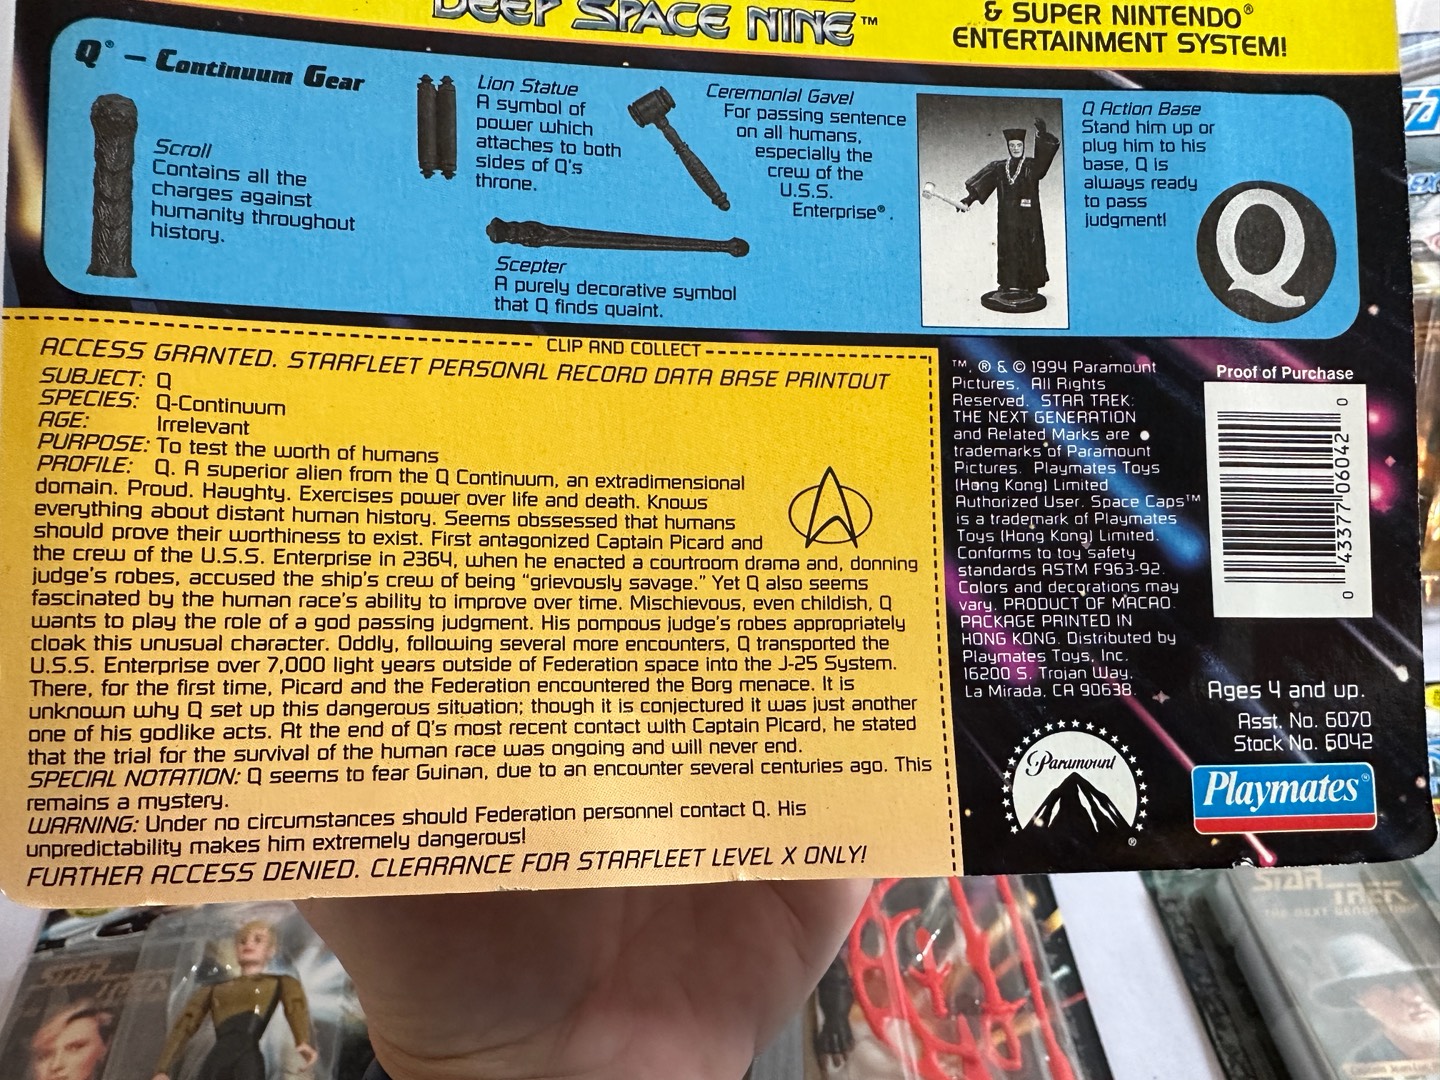 DEEP SPACE NINE™
& SUPER NINTENDO®
ENTERTAINMENT SYSTEM!
Q® — Continuum Gear
Scroll
Contains all the
charges against
humanity throughout
history.
Lion Statue
A symbol of
power which
attaches to both
sides of Q's
throne.
Ceremonial Gavel
For passing sentence
on all humans,
especially the
crew of the
U.S.S.
Enterprise®.
Scepter
A purely decorative symbol
that Q finds quaint.
Q Action Base
Stand him up or
plug him to his
base, Q is
always ready
to pass
judgment!
Q
CLIP AND COLLECT
ACCESS GRANTED. STARFLEET PERSONAL RECORD DATA BASE PRINTOUT
SUBJECT: Q
SPECIES: Q-Continuum
AGE: Irrelevant
PURPOSE: To test the worth of humans
PROFILE: Q. A superior alien from the Q Continuum, an extradimensional
domain. Proud. Haughty. Exercises power over life and death. Knows
everything about distant human history. Seems obssessed that humans
should prove their worthiness to exist. First antagonized Captain Picard and
the crew of the U.S.S. Enterprise in 2364, when he enacted a courtroom drama and, donning
judge's robes, accused the ship's crew of being "grievously savage." Yet Q also seems
fascinated by the human race's ability to improve over time. Mischievous, even childish, Q
wants to play the role of a god passing judgment. His pompous judge's robes appropriately
cloak this unusual character. Oddly, following several more encounters, Q transported the
U.S.S. Enterprise over 7,000 light years outside of Federation space into the J-25 System.
There, for the first time, Picard and the Federation encountered the Borg menace. It is
unknown why Q set up this dangerous situation; though it is conjectured it was just another
one of his godlike acts. At the end of Q's most recent contact with Captain Picard, he stated
that the trial for the survival of the human race was ongoing and will never end.
SPECIAL NOTATION: Q seems to fear Guinan, due to an encounter several centuries ago. This
remains a mystery.
WARNING: Under no circumstances should Federation personnel contact Q. His
unpredictability makes him extremely dangerous!
FURTHER ACCESS DENIED. CLEARANCE FOR STARFLEET LEVEL X ONLY!
™, ® & © 1994 Paramount
Pictures. All Rights
Reserved. STAR TREK:
THE NEXT GENERATION
and Related Marks are
trademarks of Paramount
Pictures. Playmates Toys
(Hong Kong) Limited
Authorized User. Space Caps™
is a trademark of Playmates
Toys (Hong Kong) Limited.
Conforms to toy safety
standards ASTM F963-92.
Colors and decorations may
vary. PRODUCT OF MACAO.
PACKAGE PRINTED IN
HONG KONG. Distributed by
Playmates Toys, Inc.
16200 S. Trojan Way,
La Mirada, CA 90638.
Paramount
®
Proof of Purchase
0 43377 06042 0
Ages 4 and up.
Asst. No. 6070
Stock No. 6042
Playmates®
STAR TREK
STAR TREK
THE NEXT GENERATION